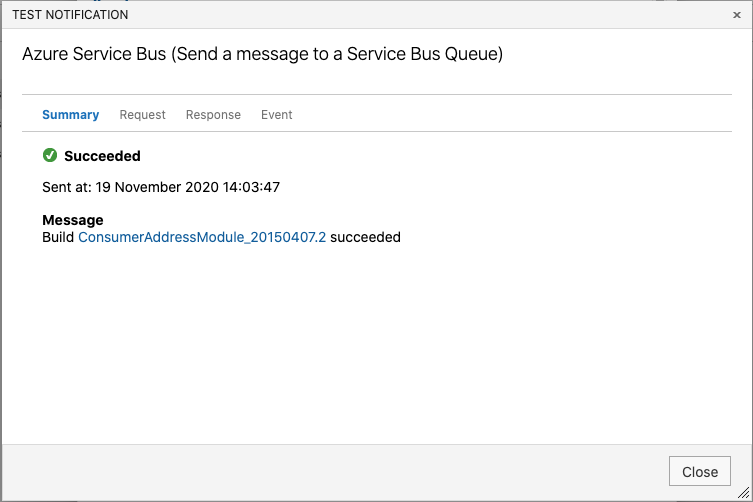 TEST NOTIFICATION
Azure Service Bus (Send a message to a Service Bus Queue)
Summary Request Response Event
Succeeded
Sent at: 19 November 2020 14:03:47
Message
Build ConsumerAddressModule_20150407.2 succeeded
Close